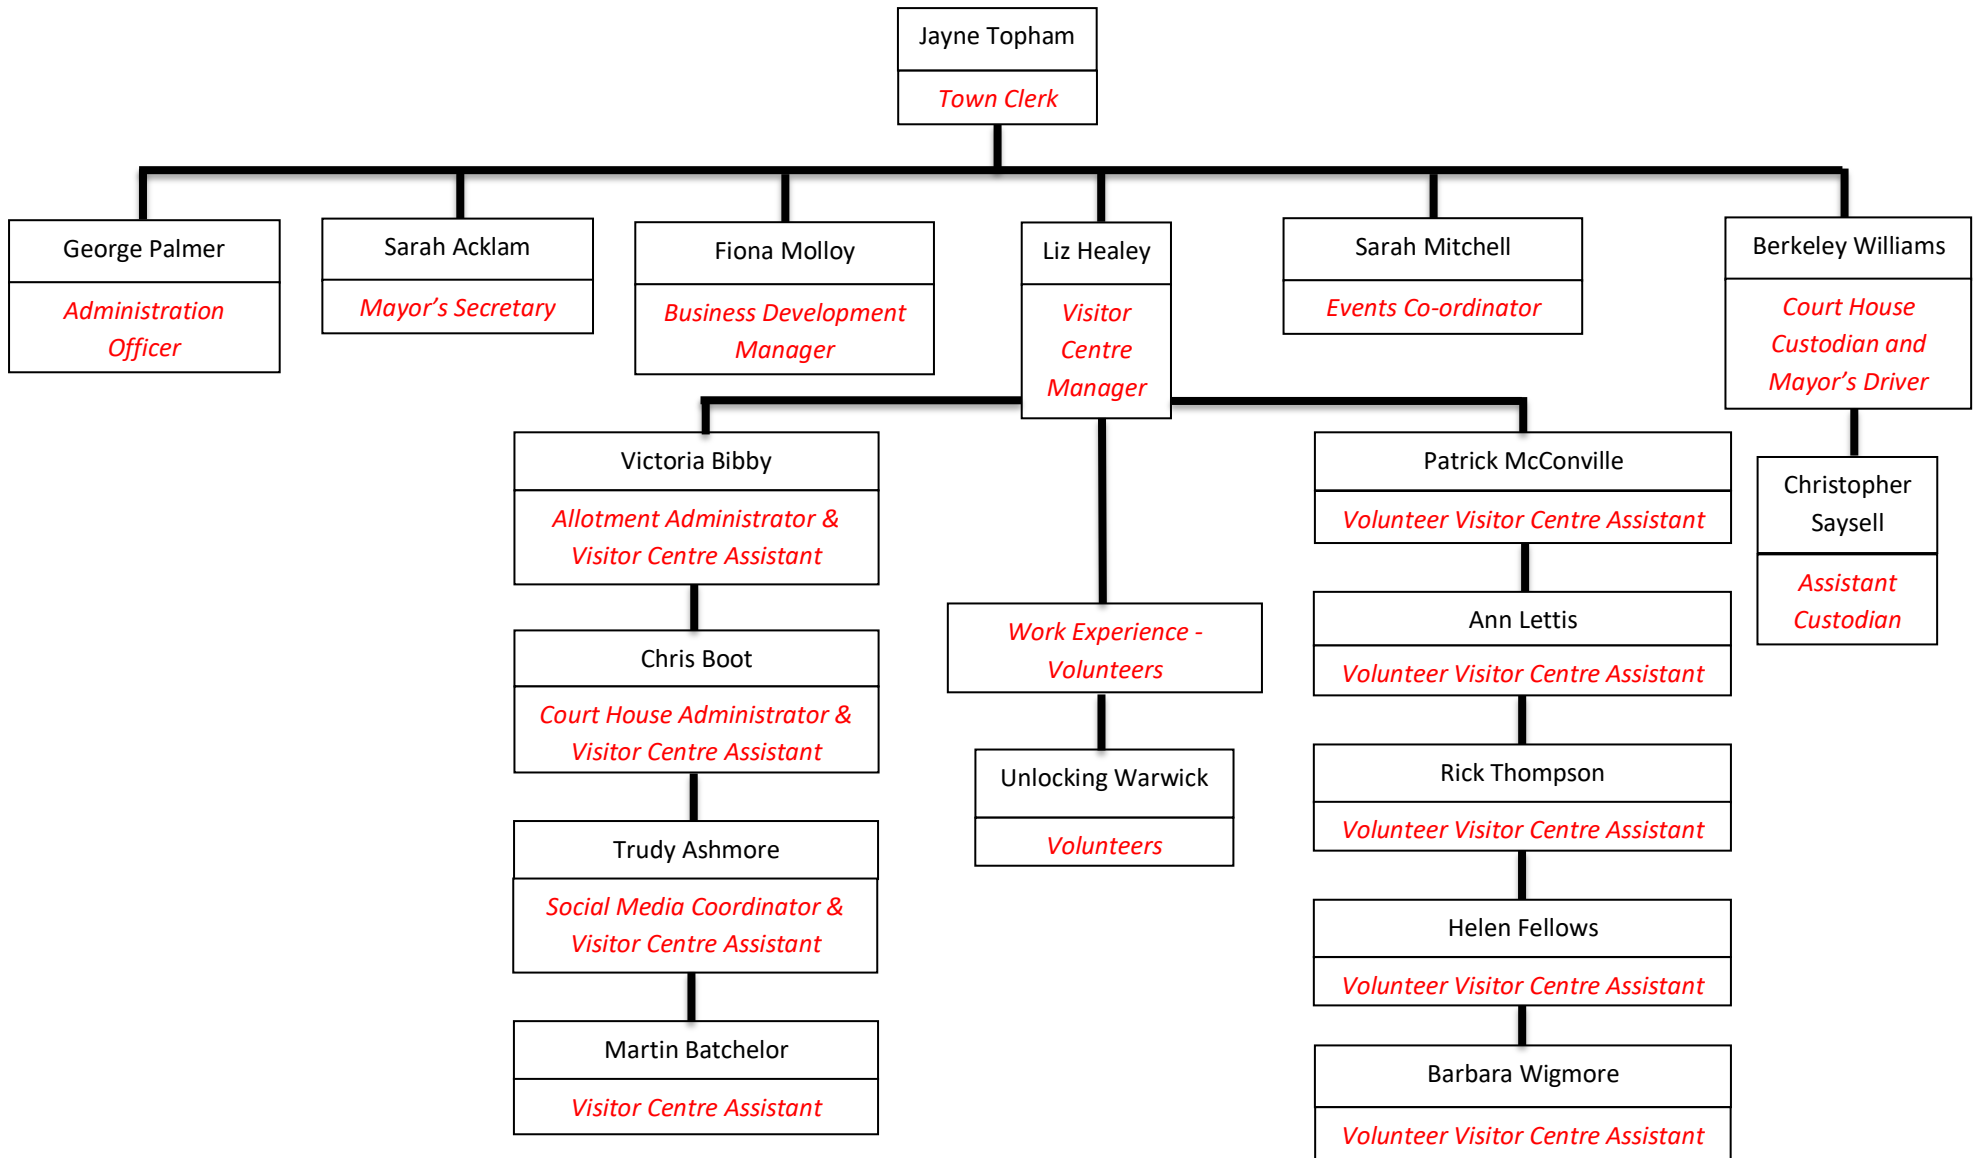 Jayne Topham
Town Clerk
George Palmer
Administration
Officer
Sarah Acklam
Mayor’s Secretary
Fiona Molloy
Business Development
Manager
Liz Healey
Visitor
Centre
Manager
Sarah Mitchell
Events Co-ordinator
Berkeley Williams
Court House
Custodian and
Mayor’s Driver
Victoria Bibby
Allotment Administrator &
Visitor Centre Assistant
Chris Boot
Court House Administrator &
Visitor Centre Assistant
Trudy Ashmore
Social Media Coordinator &
Visitor Centre Assistant
Martin Batchelor
Visitor Centre Assistant
Work Experience -
Volunteers
Unlocking Warwick
Volunteers
Patrick McConville
Volunteer Visitor Centre Assistant
Ann Lettis
Volunteer Visitor Centre Assistant
Rick Thompson
Volunteer Visitor Centre Assistant
Helen Fellows
Volunteer Visitor Centre Assistant
Barbara Wigmore
Volunteer Visitor Centre Assistant
Christopher
Saysell
Assistant
Custodian